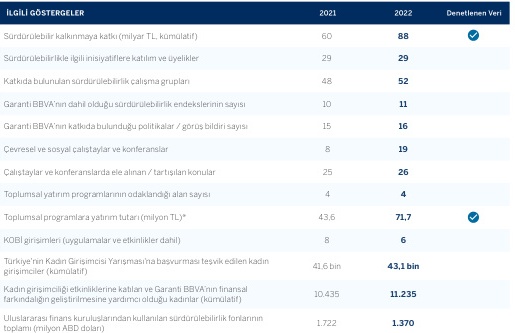 İLGİLİ GÖSTERGELER 2021 2022 Denetlenen Veri
Sürdürülebilir kalkınmaya katkı (milyar TL, kümülatif) 60 88
Sürdürülebilirlikle ilgili inisiyatiflere katılım ve üyelikler 29 29
Katkıda bulunulan sürdürülebilirlik çalışma grupları 48 52
Garanti BBVA'nın dahil olduğu sürdürülebilirlik endekslerinin sayısı 10 11
Garanti BBVA'nın katkıda bulunduğu politikalar / görüş bildiri sayısı 15 16
Çevresel ve sosyal çalıştaylar ve konferanslar 8 19
Çalıştaylar ve konferanslarda ele alınan / tartışılan konular 25 26
Toplumsal yatırım programlarının odaklandığı alan sayısı 4 4
Toplumsal programlara yatırım tutarı (milyon TL)* 43,6 71,7
KOBİ girişimleri (uygulamalar ve etkinlikler dahil) 8 6
Türkiye'nin Kadın Girişimcisi Yarışması'na başvurması teşvik edilen kadın
girişimciler (kümülatif) 41,6 bin 43,1 bin
Kadın girişimciliği etkinliklerine katılan ve Garanti BBVA'nın finansal
farkındalığın geliştirilmesine yardımcı olduğu kadınlar (kümülatif) 10.435 11.235
Uluslararası finans kuruluşlarından kullanılan sürdürülebilirlik fonlarının
toplamı (milyon ABD doları) 1.722 1.370